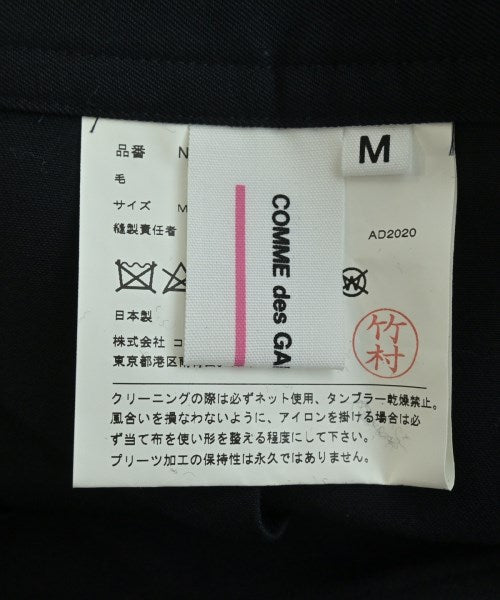 品番 N
毛
サイズ M
縫製責任者
AD2020
M
COMME des GA
日本製
株式会社 コ
東京都港区南
竹村
クリーニングの際は必ずネット使用、タンブラー乾燥禁止。
風合いを損なわないように、アイロンを掛ける場合は必
ず当て布を使い形を整える程度にして下さい。
プリーツ加工の保持性は永久ではありません。